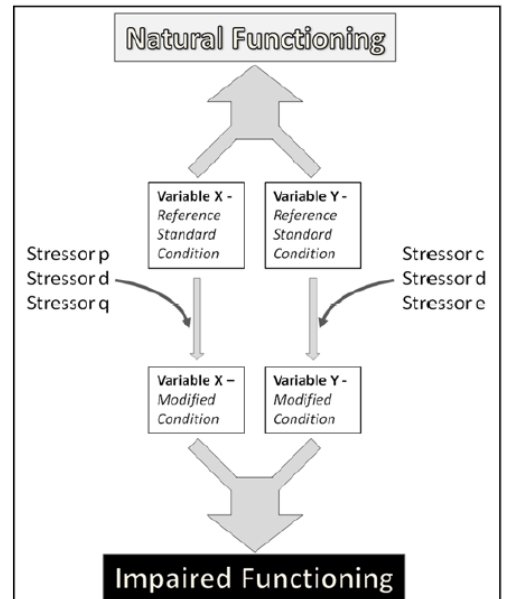 Natural Functioning
Variable X -
Reference
Standard
Condition
Variable Y -
Reference
Standard
Condition
Stressor p
Stressor d
Stressor q
Stressor c
Stressor d
Stressor e
Variable X –
Modified
Condition
Variable Y -
Modified
Condition
Impaired Functioning